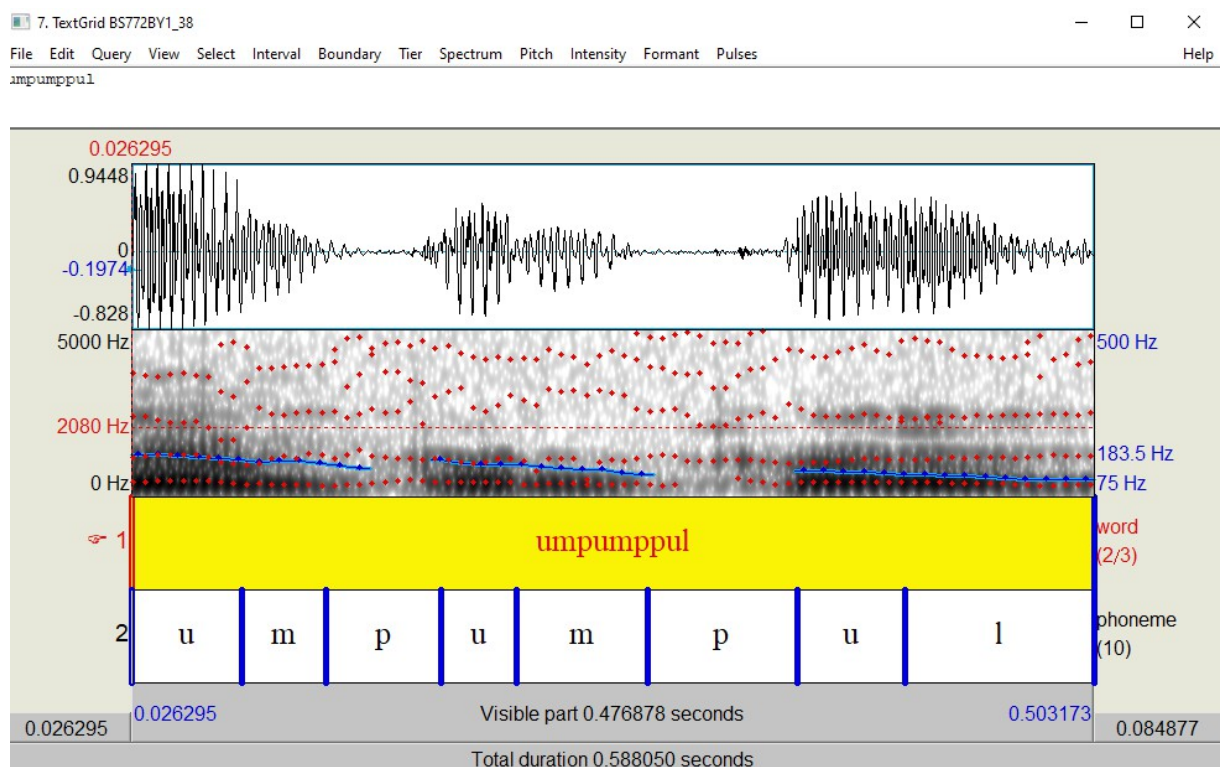 7. TextGrid BS772BY1_38
File Edit Query View Select Interval Boundary Tier Spectrum Pitch Intensity Formant Pulses Help
umpumppul
0.026295
0.9448
0
-0.1974
-0.828
5000 Hz 500 Hz
2080 Hz
183.5 Hz
0 Hz 75 Hz
1 umpumppul word
(2/3)
2 u m p u m p u l phoneme
(10)
0.026295 Visible part 0.476878 seconds 0.503173
0.026295 0.084877
Total duration 0.588050 seconds